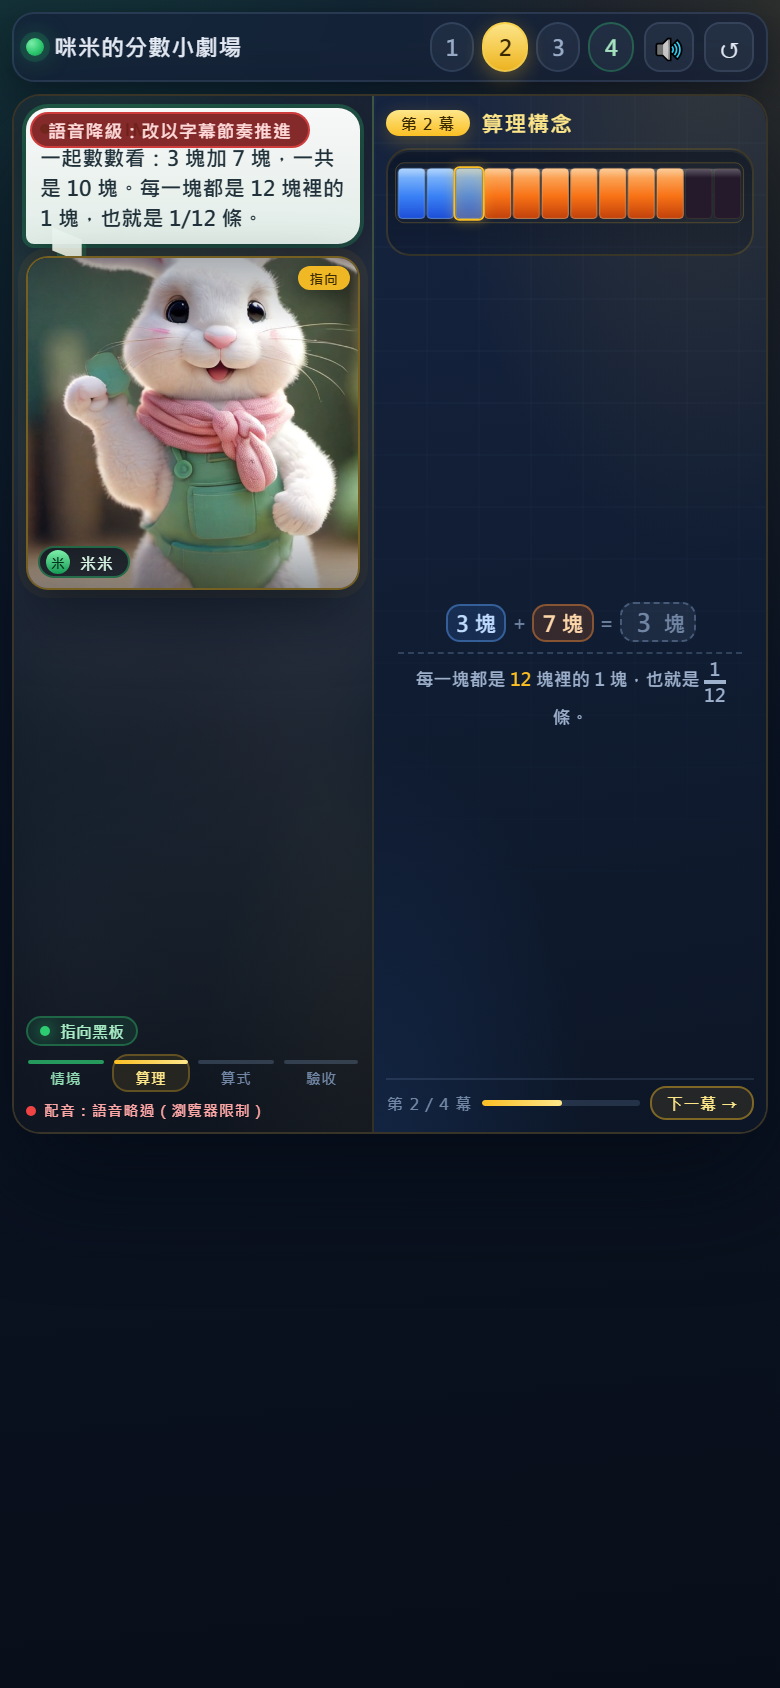 咪米的分數小劇場
1
2
3
4
語音降級：改以字幕節奏推進
一起數數看：3 塊加 7 塊，一共
是 10 塊。每一塊都是 12 塊裡的
1 塊，也就是 1/12 條。
指向
米 米米
指向黑板
情境
算理
算式
驗收
配音：語音略過（瀏覽器限制）
第 2 幕
算理構念
3 塊 + 7 塊 = 3 塊
每一塊都是 12 塊裡的 1 塊，也就是 1/12
條。
第 2 / 4 幕
下一幕 →